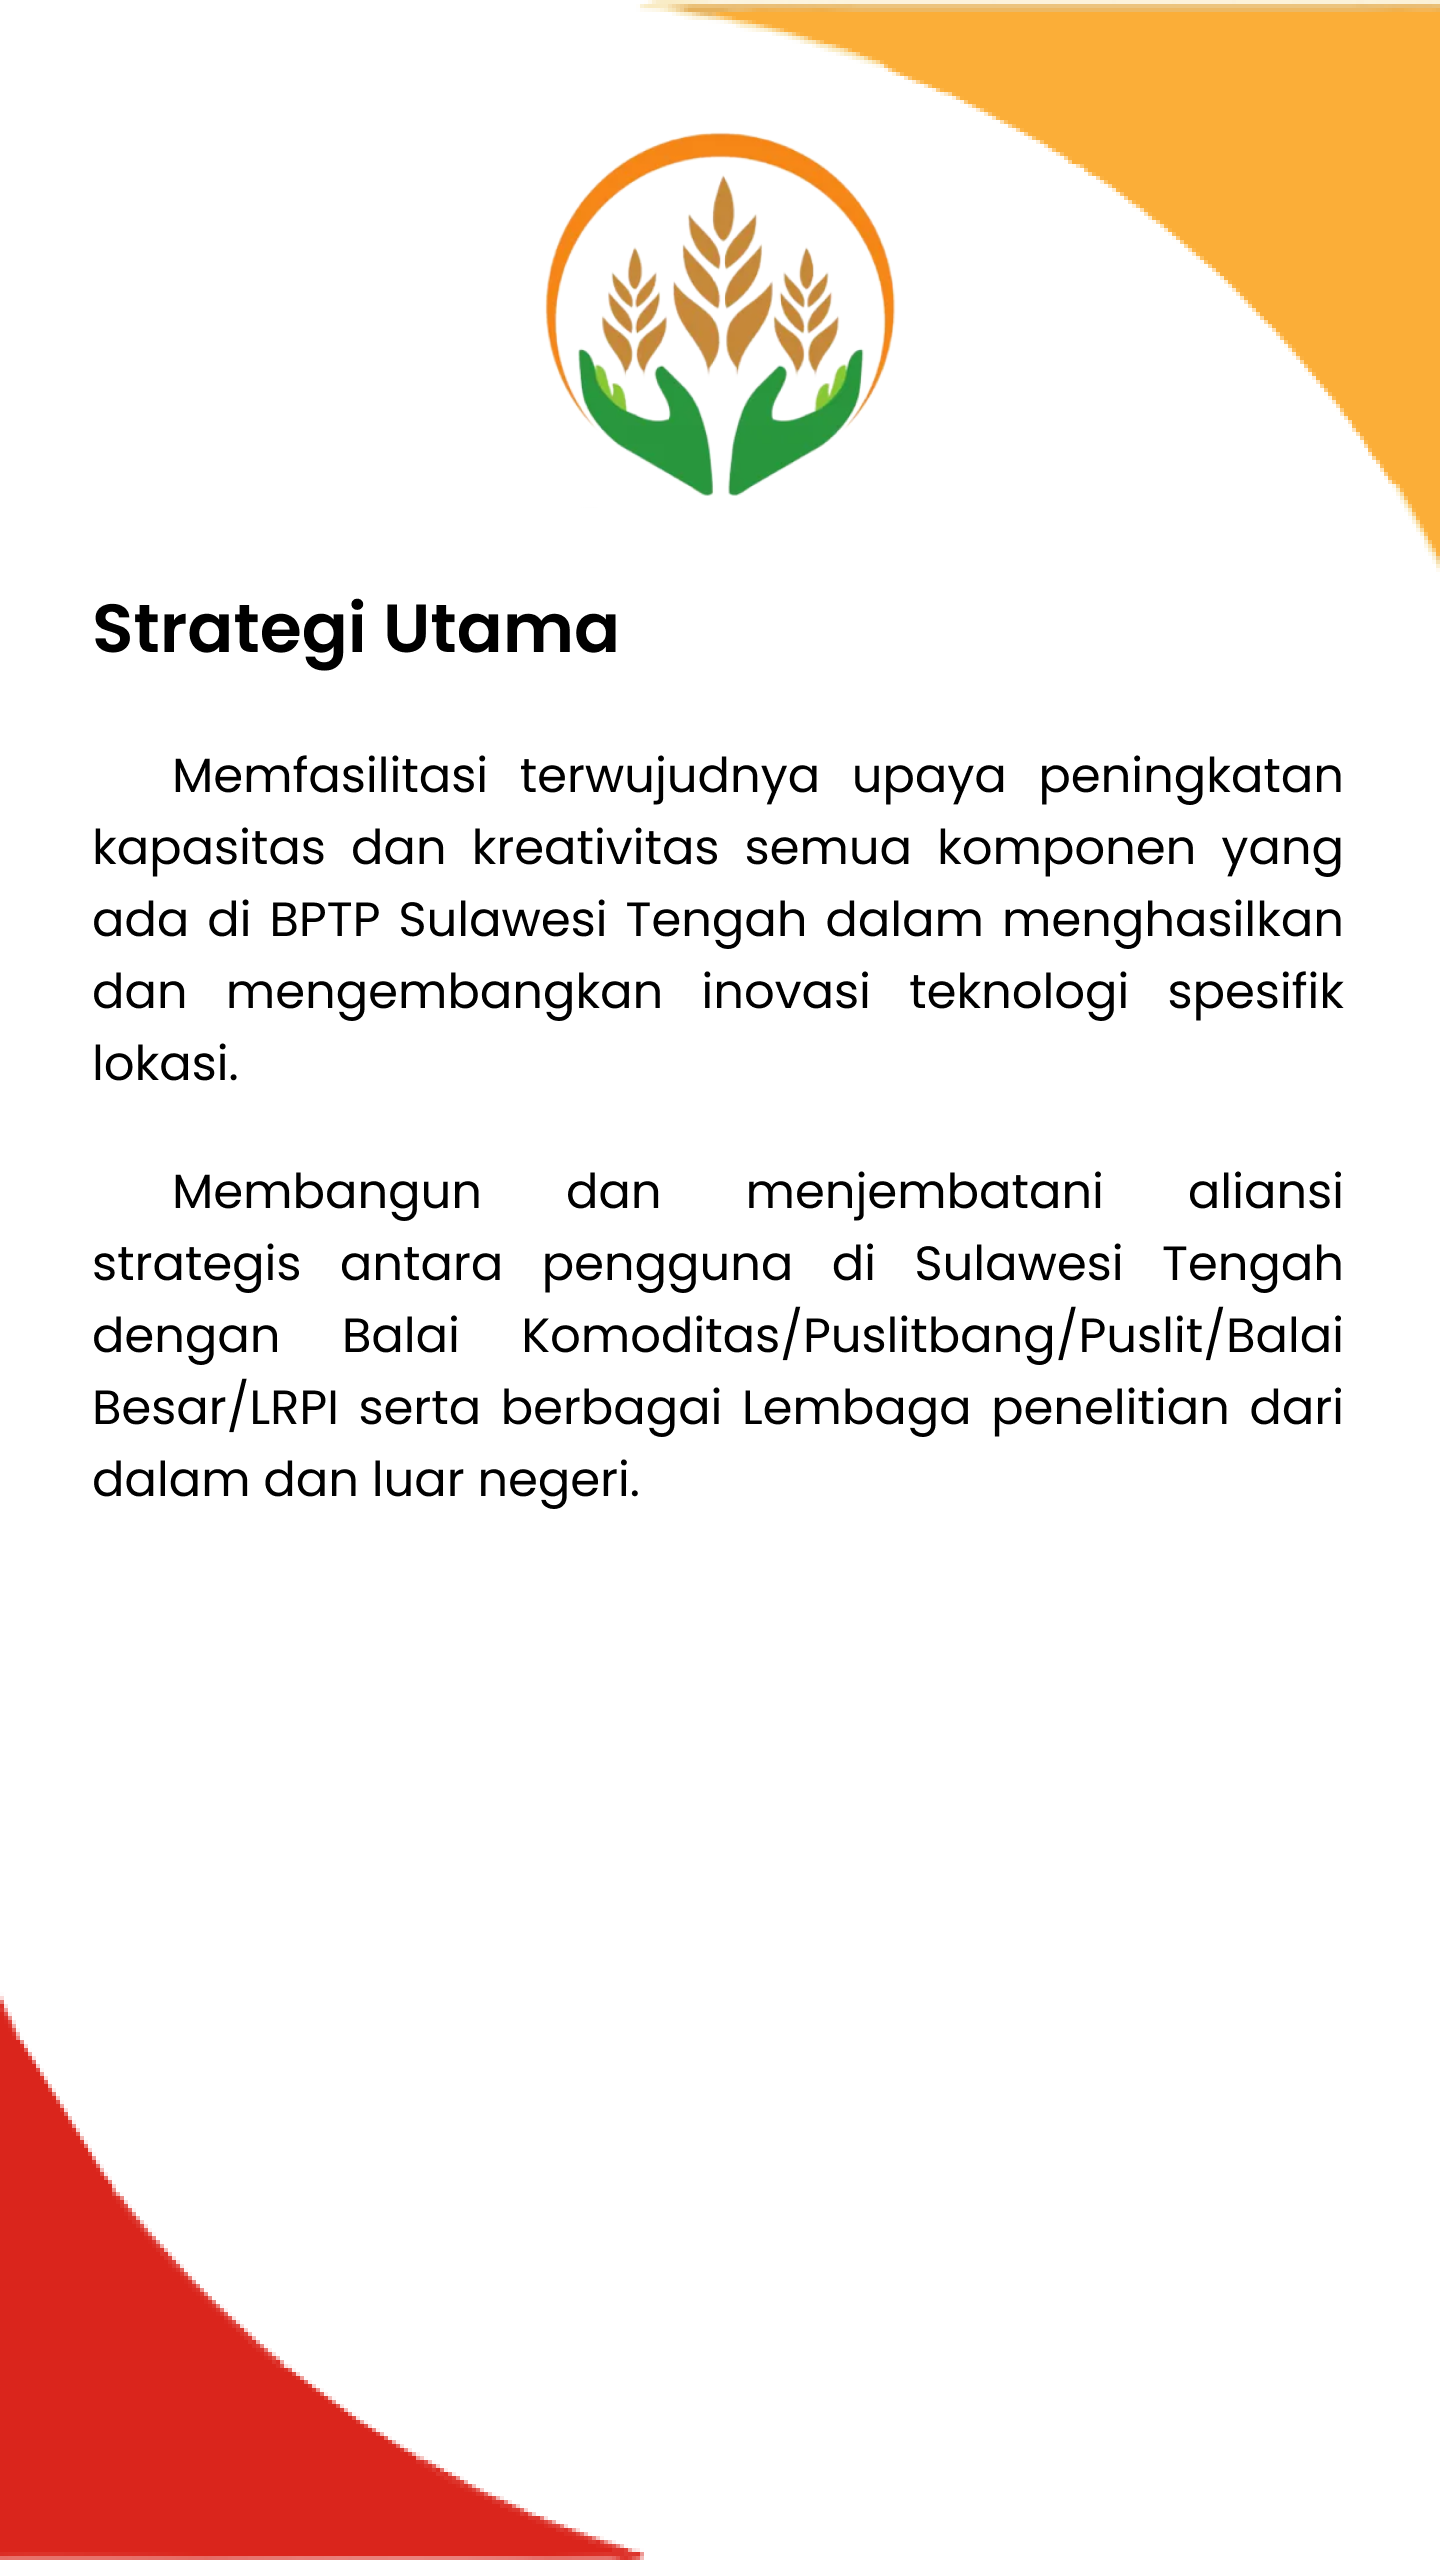 Strategi Utama
Memfasilitasi terwujudnya upaya peningkatan
kapasitas dan kreativitas semua komponen yang
ada di BPTP Sulawesi Tengah dalam menghasilkan
dan mengembangkan inovasi teknologi spesifik
lokasi.
Membangun dan menjembatani aliansi
strategis antara pengguna di Sulawesi Tengah
dengan Balai Komoditas/Puslitbang/Puslit/Balai
Besar/LRPI serta berbagai Lembaga penelitian dari
dalam dan luar negeri.